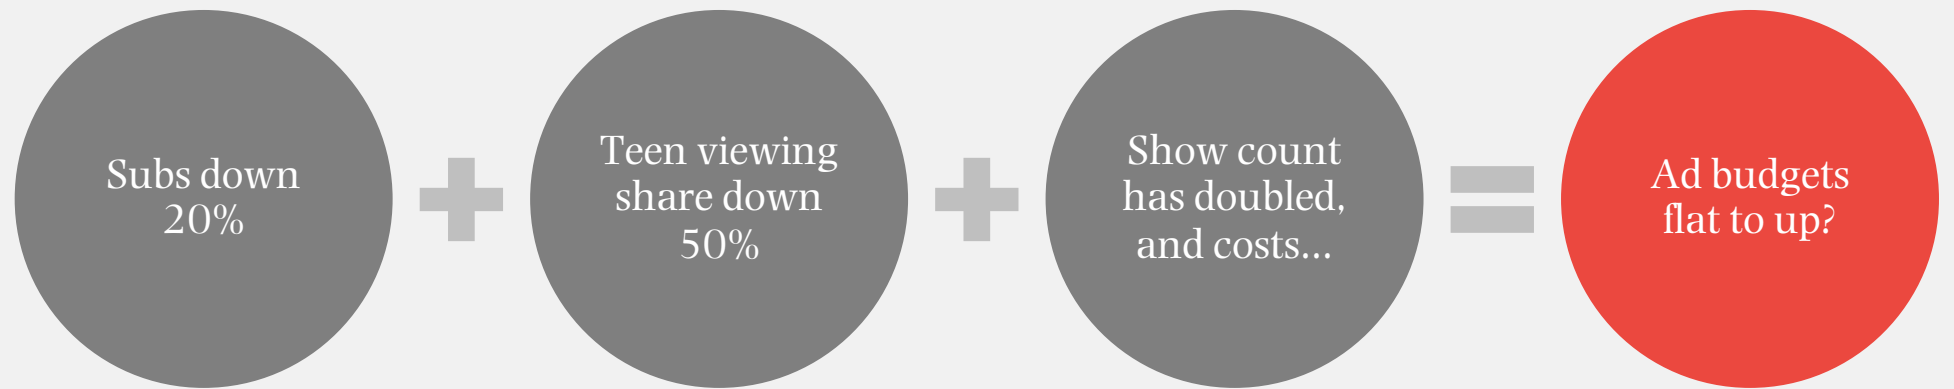 Subs down
20%
Teen viewing
share down
50%
Show count
has doubled,
and costs…
Ad budgets
flat to up?